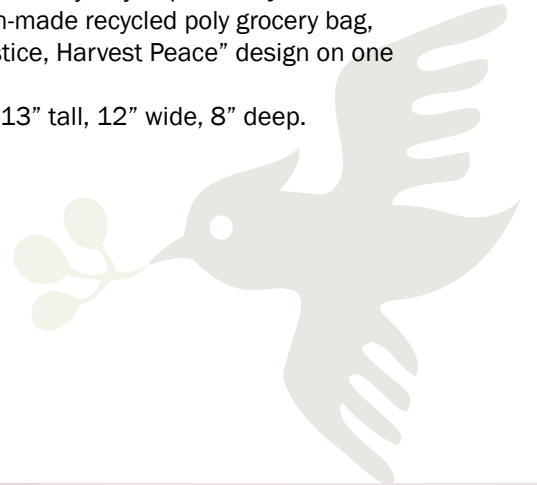 n-made recycled poly grocery bag,
stice, Harvest Peace” design on one
13” tall, 12” wide, 8” deep.